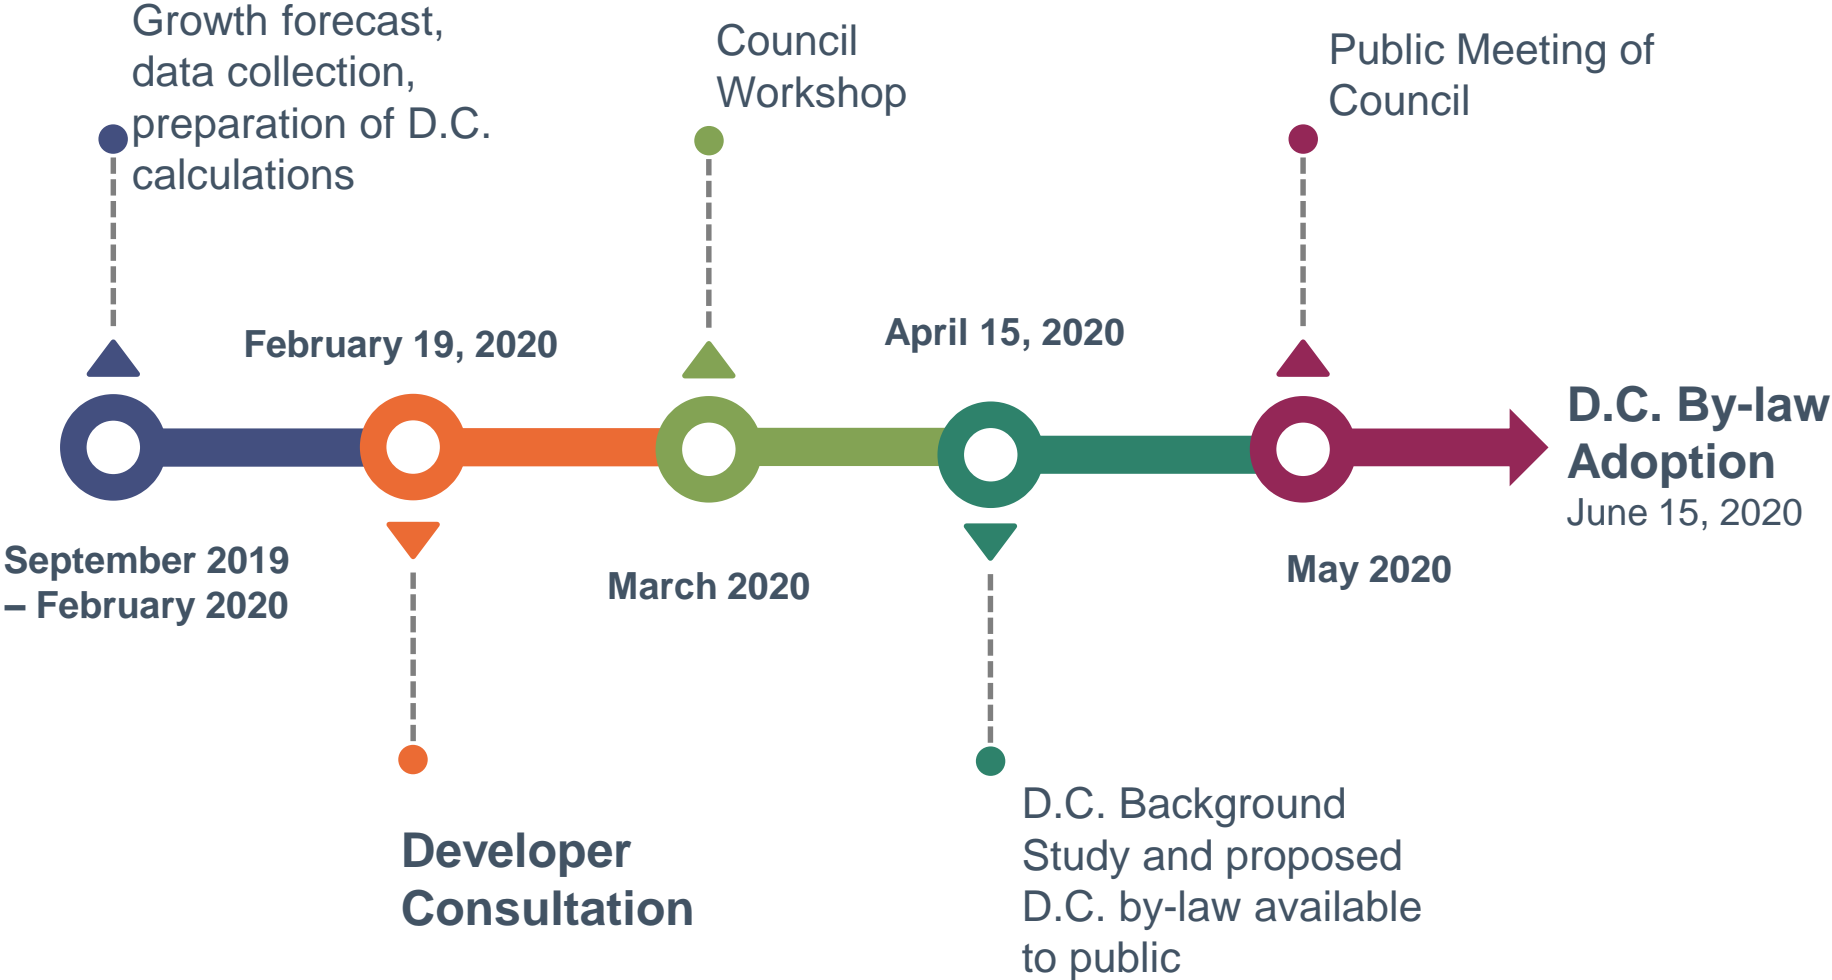 Growth forecast,
data collection,
preparation of D.C.
calculations
Council
Workshop
Public Meeting of
Council
February 19, 2020
April 15, 2020
D.C. By-law
Adoption
June 15, 2020
September 2019
– February 2020
March 2020
May 2020
Developer
Consultation
D.C. Background
Study and proposed
D.C. by-law available
to public